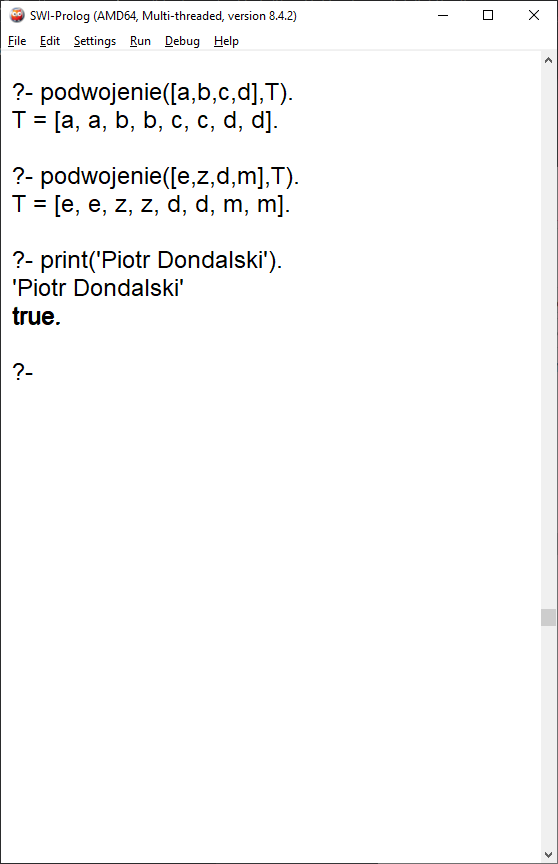 SWI-Prolog (AMD64, Multi-threaded, version 8.4.2)
File Edit Settings Run Debug Help
?- podwojenie([a,b,c,d],T).
T = [a, a, b, b, c, c, d, d].
?- podwojenie([e,z,d,m],T).
T = [e, e, z, z, d, d, m, m].
?- print('Piotr Dondalski').
'Piotr Dondalski'
true.
?-